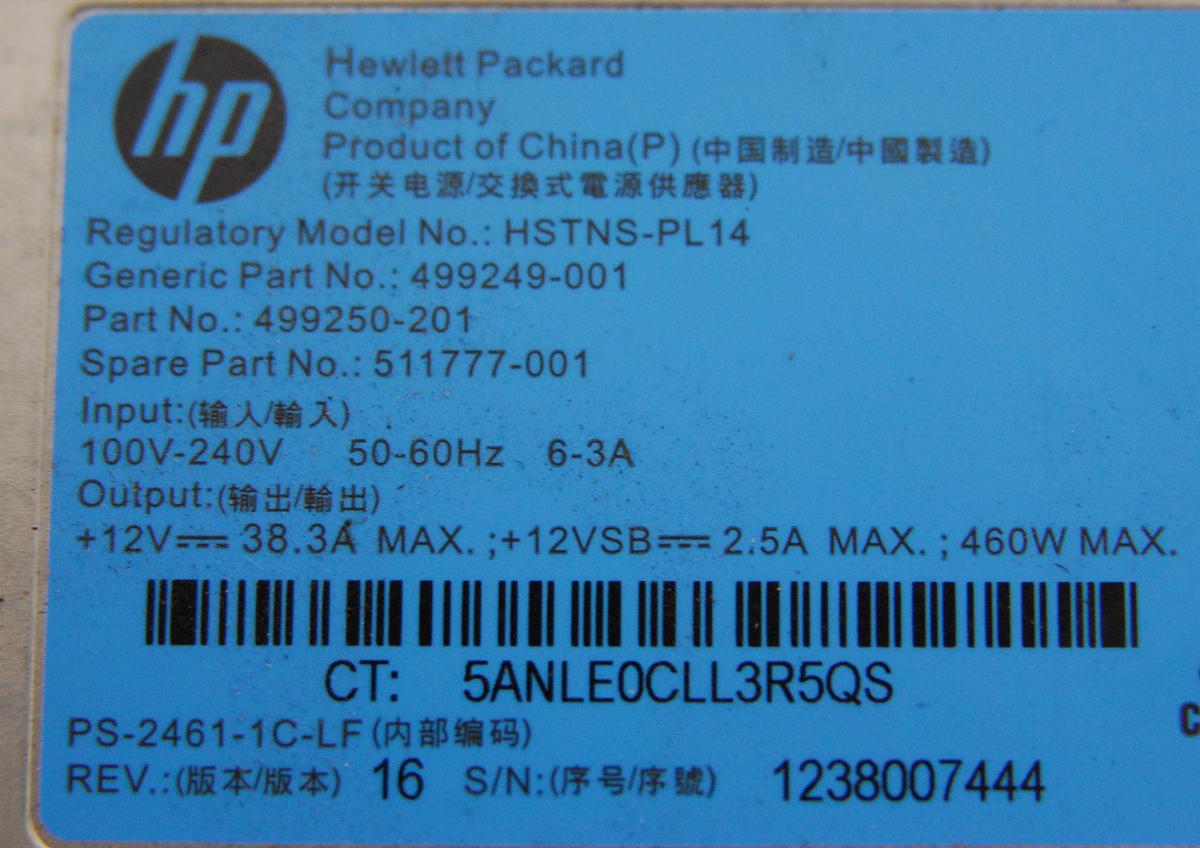 hp
Hewlett Packard
Company
Product of China(P) (中国制造/中國製造)
(开关电源/交換式電源供應器)
Regulatory Model No.: HSTNS-PL14
Generic Part No.: 499249-001
Part No.: 499250-201
Spare Part No.: 511777-001
Input:(输入/輸入)
100V-240V 50-60Hz 6-3A
Output:(输出/輸出)
+12V⎓ 38.3A MAX. ;+12VSB⎓ 2.5A MAX. ; 460W MAX.
CT: 5ANLE0CLL3R5QS
PS-2461-1C-LF (内部编码)
REV.:(版本/版本) 16 S/N:(序号/序號) 1238007444